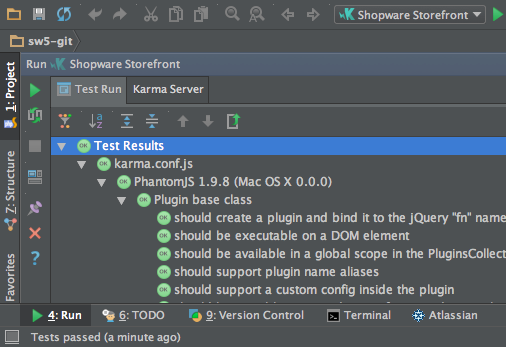 Shopware Storefront
sw5-git
Run Shopware Storefront
1: Project
Z: Structure
Favorites
Test Run Karma Server
Test Results
karma.conf.js
PhantomJS 1.9.8 (Mac OS X 0.0.0)
Plugin base class
should create a plugin and bind it to the jQuery "fn" name
should be executable on a DOM element
should be available in a global scope in the PluginsCollect
should support plugin name aliases
should support a custom config inside the plugin
4: Run 6: TODO 9: Version Control Terminal Atlassian
Tests passed (a minute ago)